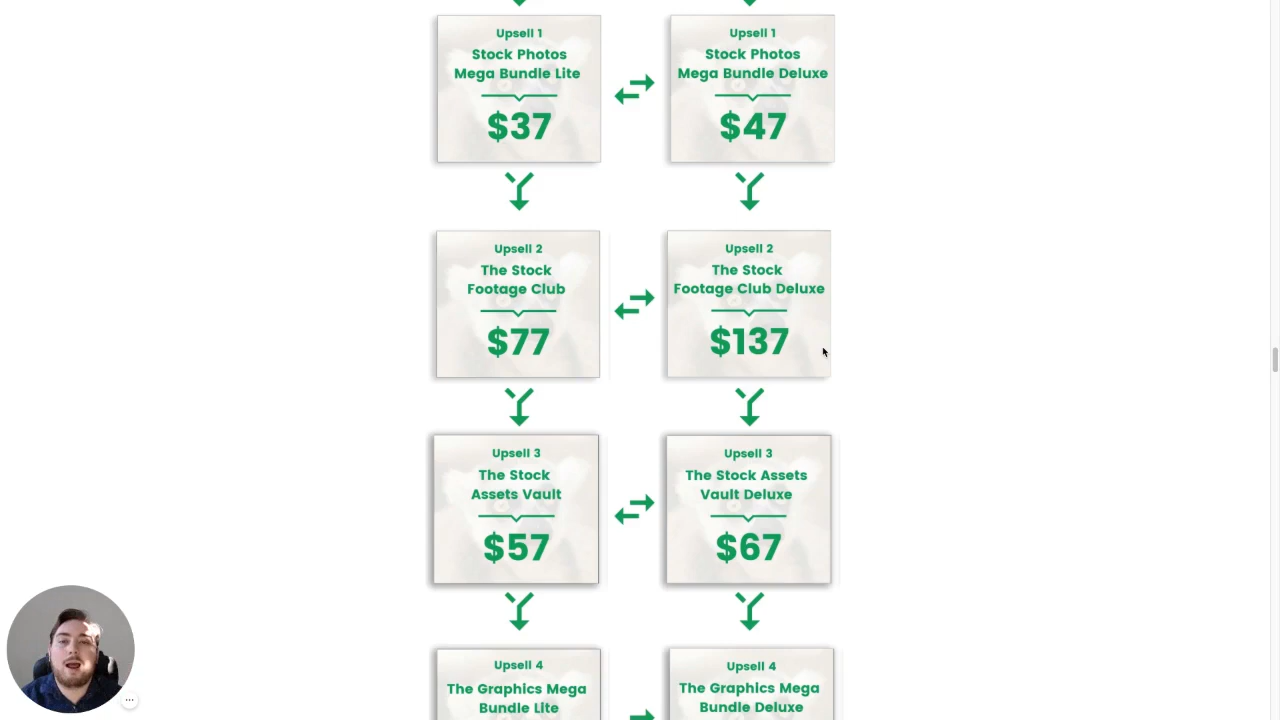 Upsell 1
Stock Photos
Mega Bundle Lite
$37
Upsell 1
Stock Photos
Mega Bundle Deluxe
$47
Upsell 2
The Stock
Footage Club
$77
Upsell 2
The Stock
Footage Club Deluxe
$137
Upsell 3
The Stock
Assets Vault
$57
Upsell 3
The Stock Assets
Vault Deluxe
$67
Upsell 4
The Graphics Mega
Bundle Lite
Upsell 4
The Graphics Mega
Bundle Deluxe